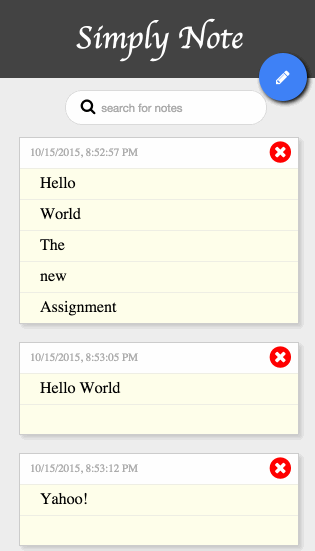 Simply Note
search for notes
10/15/2015, 8:52:57 PM
Hello
World
The
new
Assignment
10/15/2015, 8:53:05 PM
Hello World
10/15/2015, 8:53:12 PM
Yahoo!